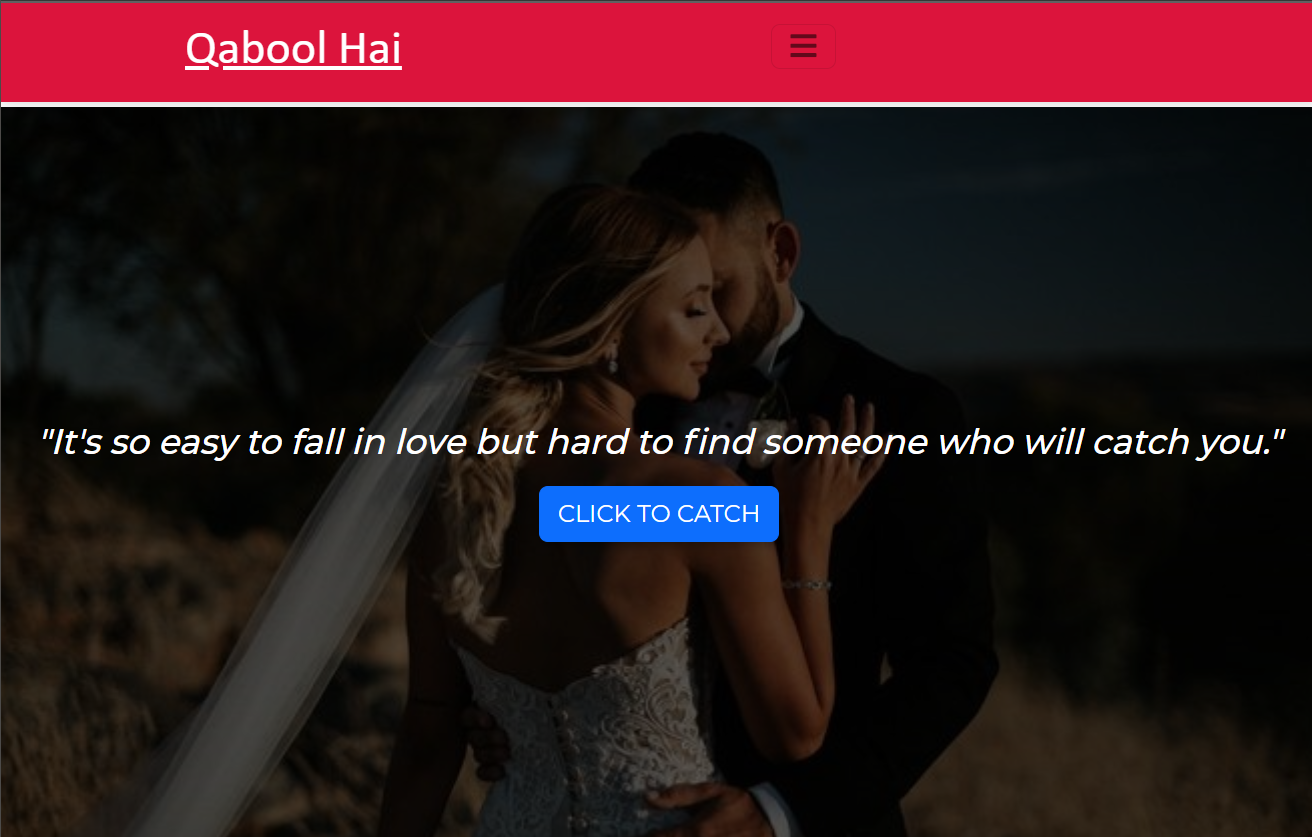 Qabool Hai
"It's so easy to fall in love but hard to find someone who will catch you."
CLICK TO CATCH